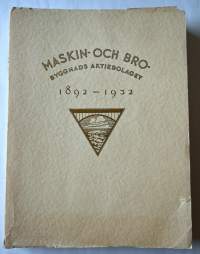 MASKIN- OCH BRO-
BYGGNADS AKTIEBOLAGET
1892 – 1932